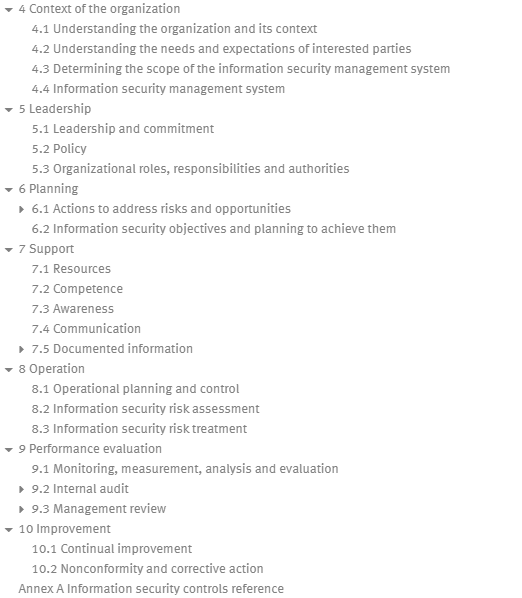 4 Context of the organization
4.1 Understanding the organization and its context
4.2 Understanding the needs and expectations of interested parties
4.3 Determining the scope of the information security management system
4.4 Information security management system
5 Leadership
5.1 Leadership and commitment
5.2 Policy
5.3 Organizational roles, responsibilities and authorities
6 Planning
6.1 Actions to address risks and opportunities
6.2 Information security objectives and planning to achieve them
7 Support
7.1 Resources
7.2 Competence
7.3 Awareness
7.4 Communication
7.5 Documented information
8 Operation
8.1 Operational planning and control
8.2 Information security risk assessment
8.3 Information security risk treatment
9 Performance evaluation
9.1 Monitoring, measurement, analysis and evaluation
9.2 Internal audit
9.3 Management review
10 Improvement
10.1 Continual improvement
10.2 Nonconformity and corrective action
Annex A Information security controls reference